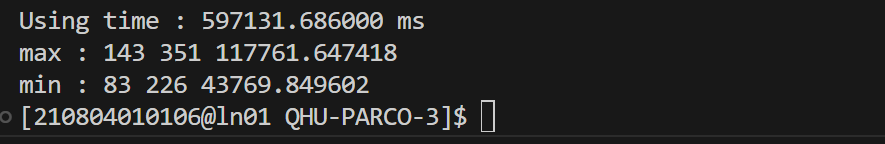 Using time : 597131.686000 ms
max : 143 351 117761.647418
min : 83 226 43769.849602
[210804010106@ln01 QHU-PARCO-3]$